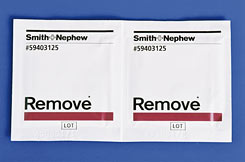 Smith+Nephew
#59403125
Remove*
LOT
Smith+Nephew
#59403125
Remove*
LOT